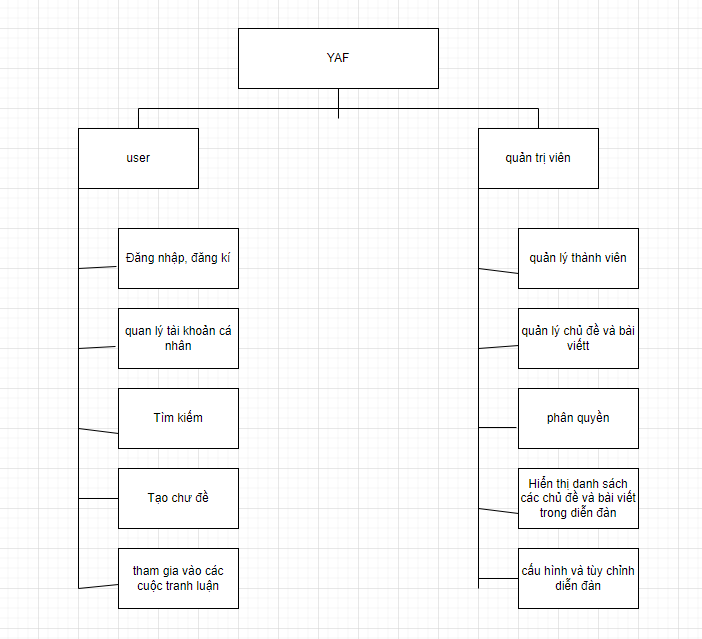 YAF
user
quản trị viên
Đăng nhập, đăng kí
quan lý tài khoản cá
nhân
Tìm kiếm
Tạo chư đề
tham gia vào các
cuộc tranh luận
quản lý thành viên
quản lý chủ đề và bài
viếtt
phân quyền
Hiển thị danh sách
các chủ đề và bài viết
trong diễn đàn
cấu hình và tùy chỉnh
diễn đàn